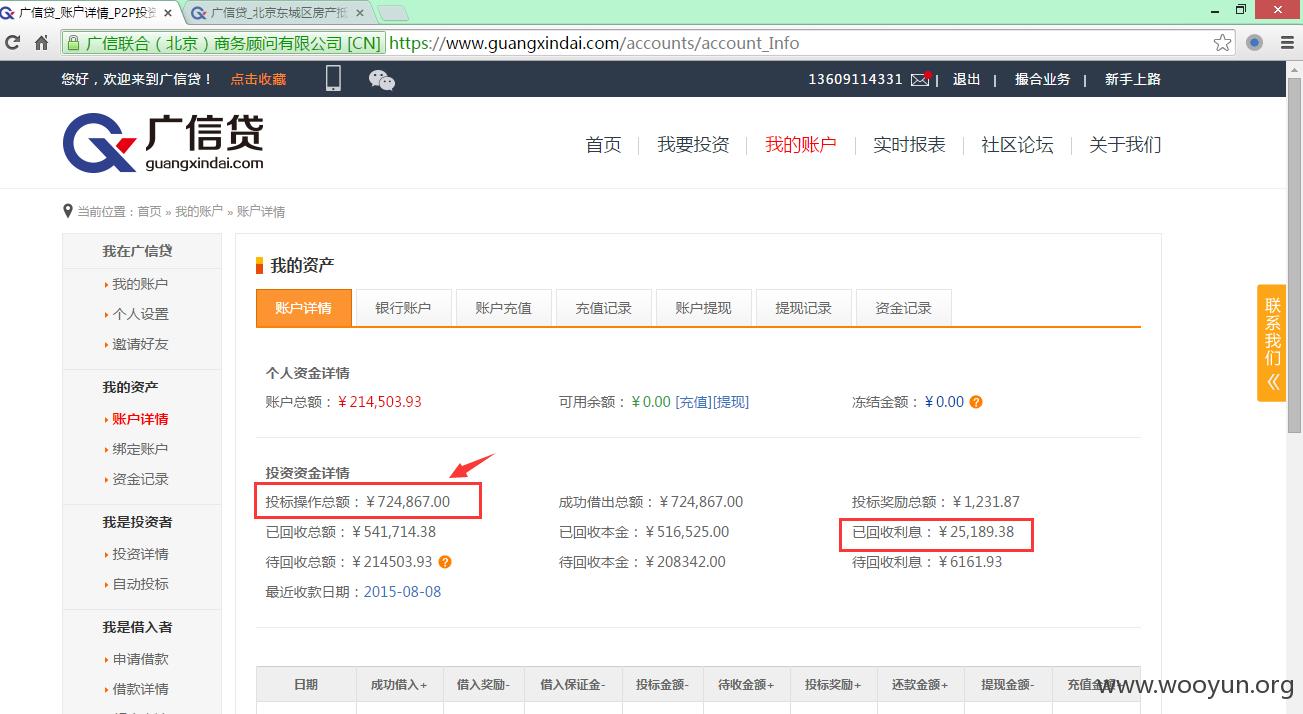 广信贷_账户详情_P2P投资
广信贷_北京东城区房产抵
广信联合（北京）商务顾问有限公司 [CN] https://www.guangxindai.com/accounts/account_Info
您好，欢迎来到广信贷！ 点击收藏 13609114331 | 退出 | 撮合业务 | 新手上路
广信贷
guangxindai.com
首页 | 我要投资 | 我的账户 | 实时报表 | 社区论坛 | 关于我们
当前位置：首页 » 我的账户 » 账户详情
我在广信贷
我的账户
个人设置
邀请好友
我的资产
账户详情
绑定账户
资金记录
我是投资者
投资详情
自动投标
我是借入者
申请借款
借款详情
我的资产
账户详情 银行账户 账户充值 充值记录 账户提现 提现记录 资金记录
个人资金详情
账户总额：￥214,503.93 可用余额：￥0.00 [充值][提现] 冻结金额：￥0.00 ?
投资资金详情
投标操作总额：￥724,867.00 成功借出总额：￥724,867.00 投标奖励总额：￥1,231.87
已回收总额：￥541,714.38 已回收本金：￥516,525.00 已回收利息：￥25,189.38
待回收总额：￥214503.93 ? 待回收本金：￥208342.00 待回收利息：￥6161.93
最近收款日期：2015-08-08
日期 成功借入+ 借入奖励- 借入保证金- 投标金额- 待收金额+ 投标奖励+ 还款金额+ 提现金额- 充值金额+
联系我们
www.wooyun.org